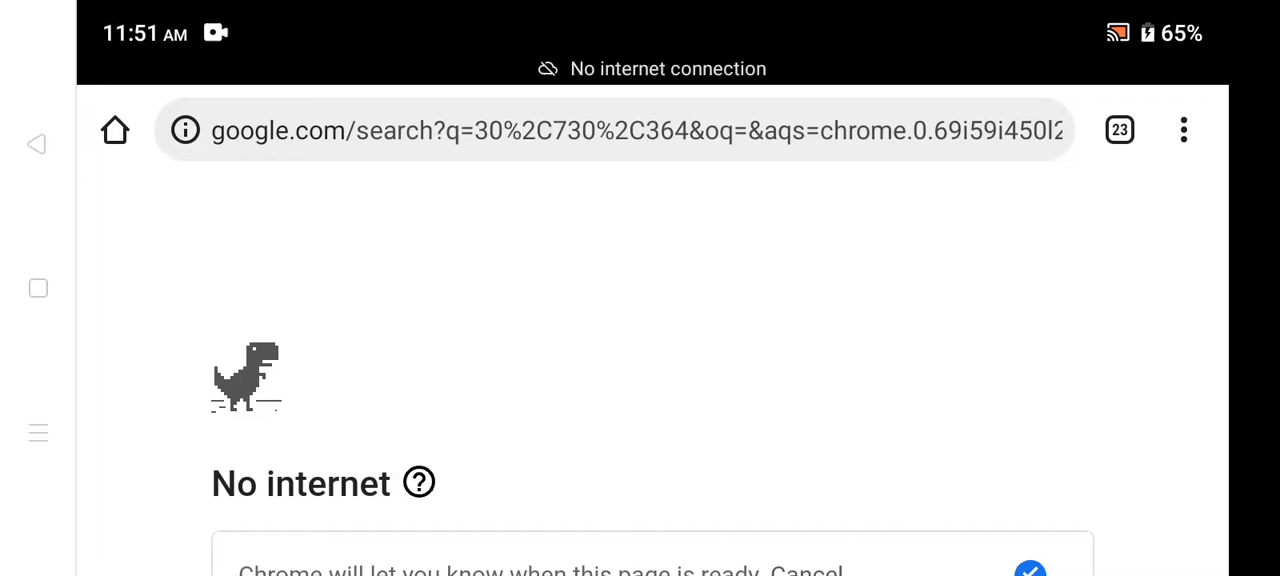 11:51 AM 65%
No internet connection
google.com/search?q=30%2C730%2C364&oq=&aqs=chrome.0.69i59i450l2
23
No internet
Chrome will let you know when this page is ready. Cancel